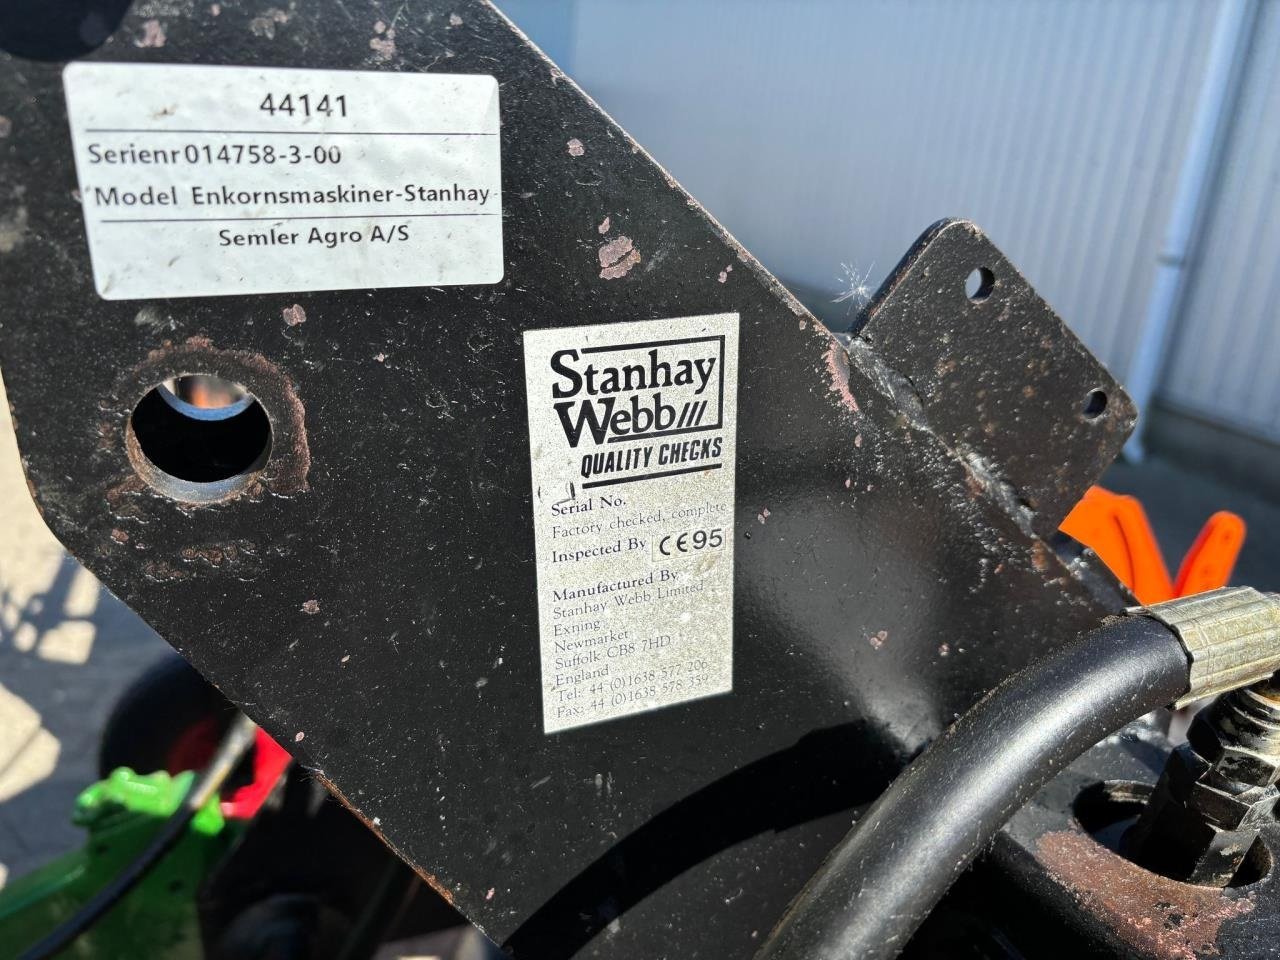 44141
Serienr 014758-3-00
Model Enkornsmaskiner-Stanhay
Semler Agro A/S
Stanhay
Webb
QUALITY CHECKS
Serial No.
Factory checked, complete
Inspected By CE95
Manufactured By
Stanhay Webb Limited
Exning
Newmarket
Suffolk CB8 7HD
England
Tel: 44 (0)1638 577 206
Fax: 44 (0)1638 578 359